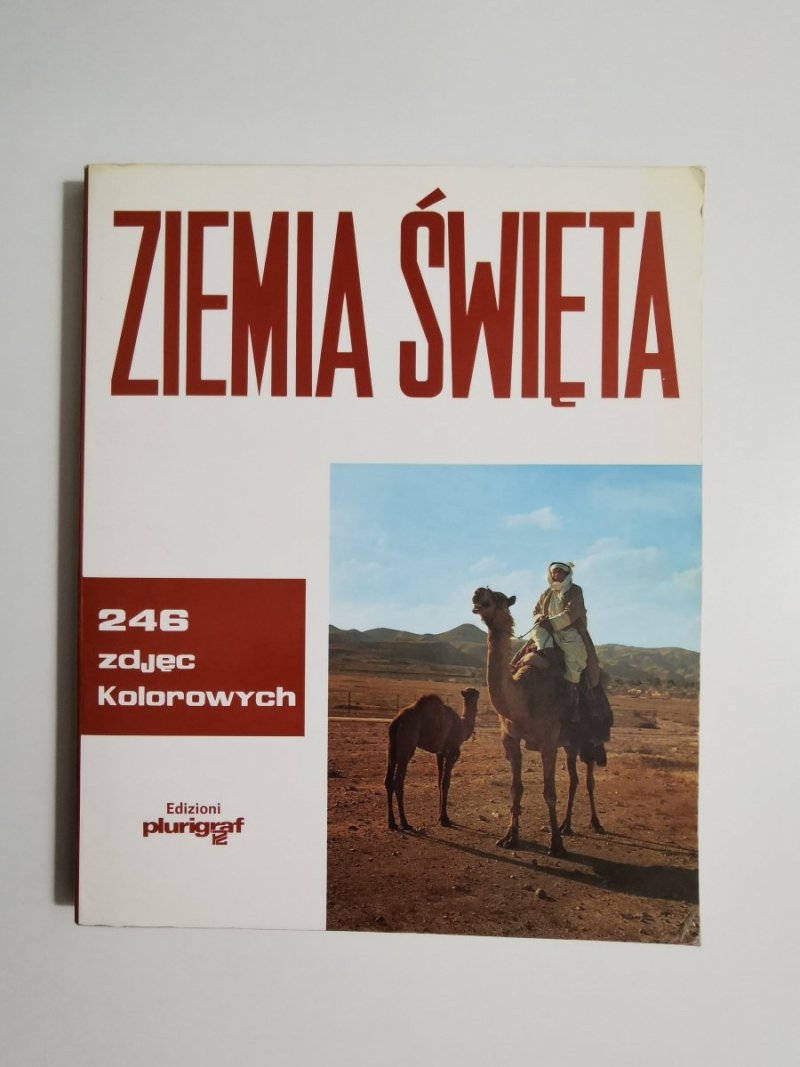 ZIEMIA ŚWIĘTA
246
zdjęc
Kolorowych
Edizioni
plurigraf